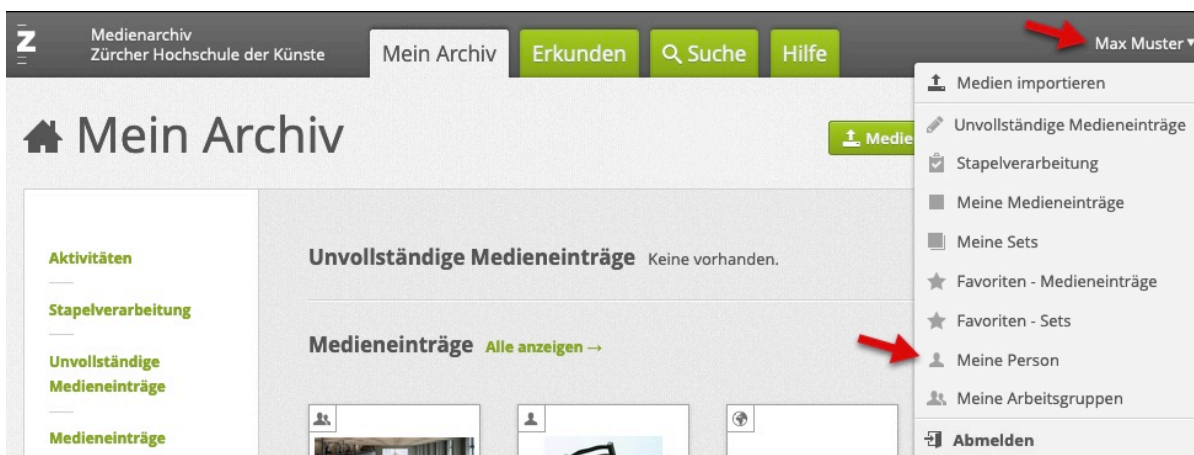 Z
Medienarchiv
Zürcher Hochschule der Künste
Mein Archiv
Erkunden
Suche
Hilfe
Max Muster
Mein Archiv
Medie
Medien importieren
Unvollständige Medieneinträge
Stapelverarbeitung
Meine Medieneinträge
Meine Sets
Favoriten - Medieneinträge
Favoriten - Sets
Meine Person
Meine Arbeitsgruppen
Abmelden
Aktivitäten
Stapelverarbeitung
Unvollständige
Medieneinträge
Medieneinträge
Unvollständige Medieneinträge Keine vorhanden.
Medieneinträge Alle anzeigen →